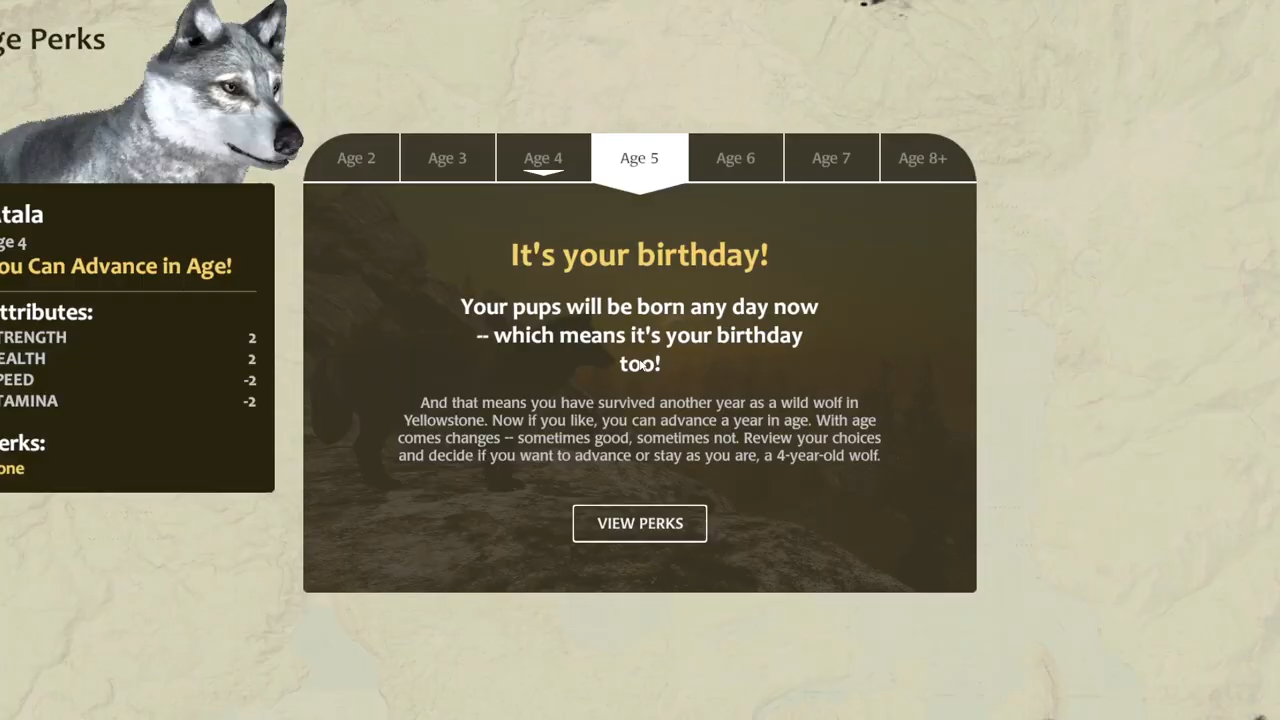 ge Perks
Age 2
Age 3
Age 4
Age 5
Age 6
Age 7
Age 8+
tala
ge 4
ou Can Advance in Age!
ttributes:
TRENGTH 2
EALTH 2
PEED -2
TAMINA -2
erks:
one
It's your birthday!
Your pups will be born any day now
-- which means it's your birthday
too!
And that means you have survived another year as a wild wolf in
Yellowstone. Now if you like, you can advance a year in age. With age
comes changes -- sometimes good, sometimes not. Review your choices
and decide if you want to advance or stay as you are, a 4-year-old wolf.
VIEW PERKS